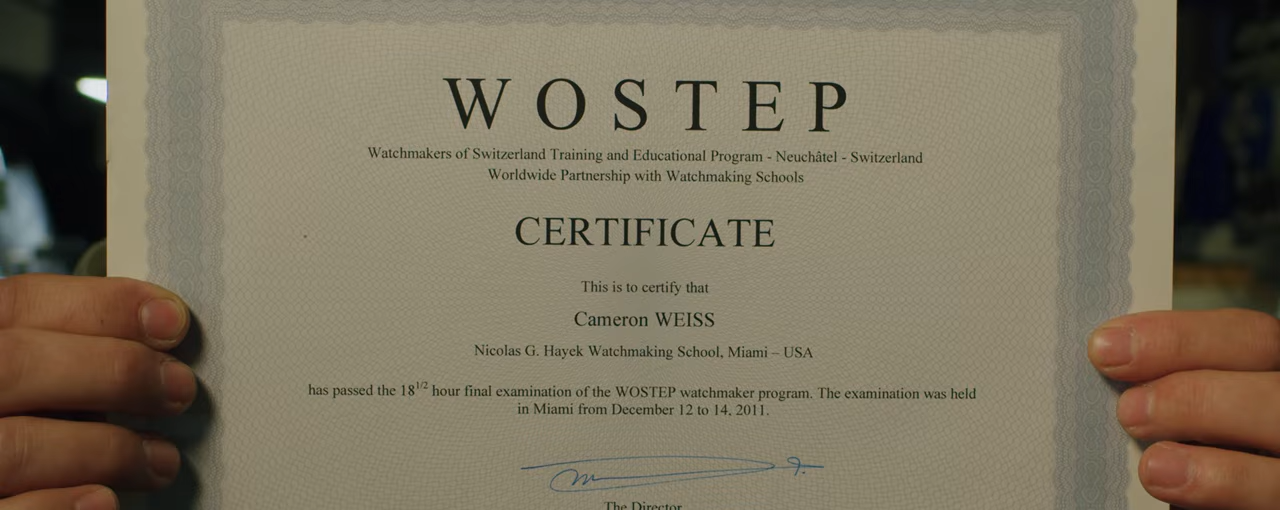 WOSTEP
Watchmakers of Switzerland Training and Educational Program - Neuchâtel - Switzerland
Worldwide Partnership with Watchmaking Schools
CERTIFICATE
This is to certify that
Cameron WEISS
Nicolas G. Hayek Watchmaking School, Miami – USA
has passed the 18 1/2 hour final examination of the WOSTEP watchmaker program. The examination was held
in Miami from December 12 to 14, 2011.
The Director